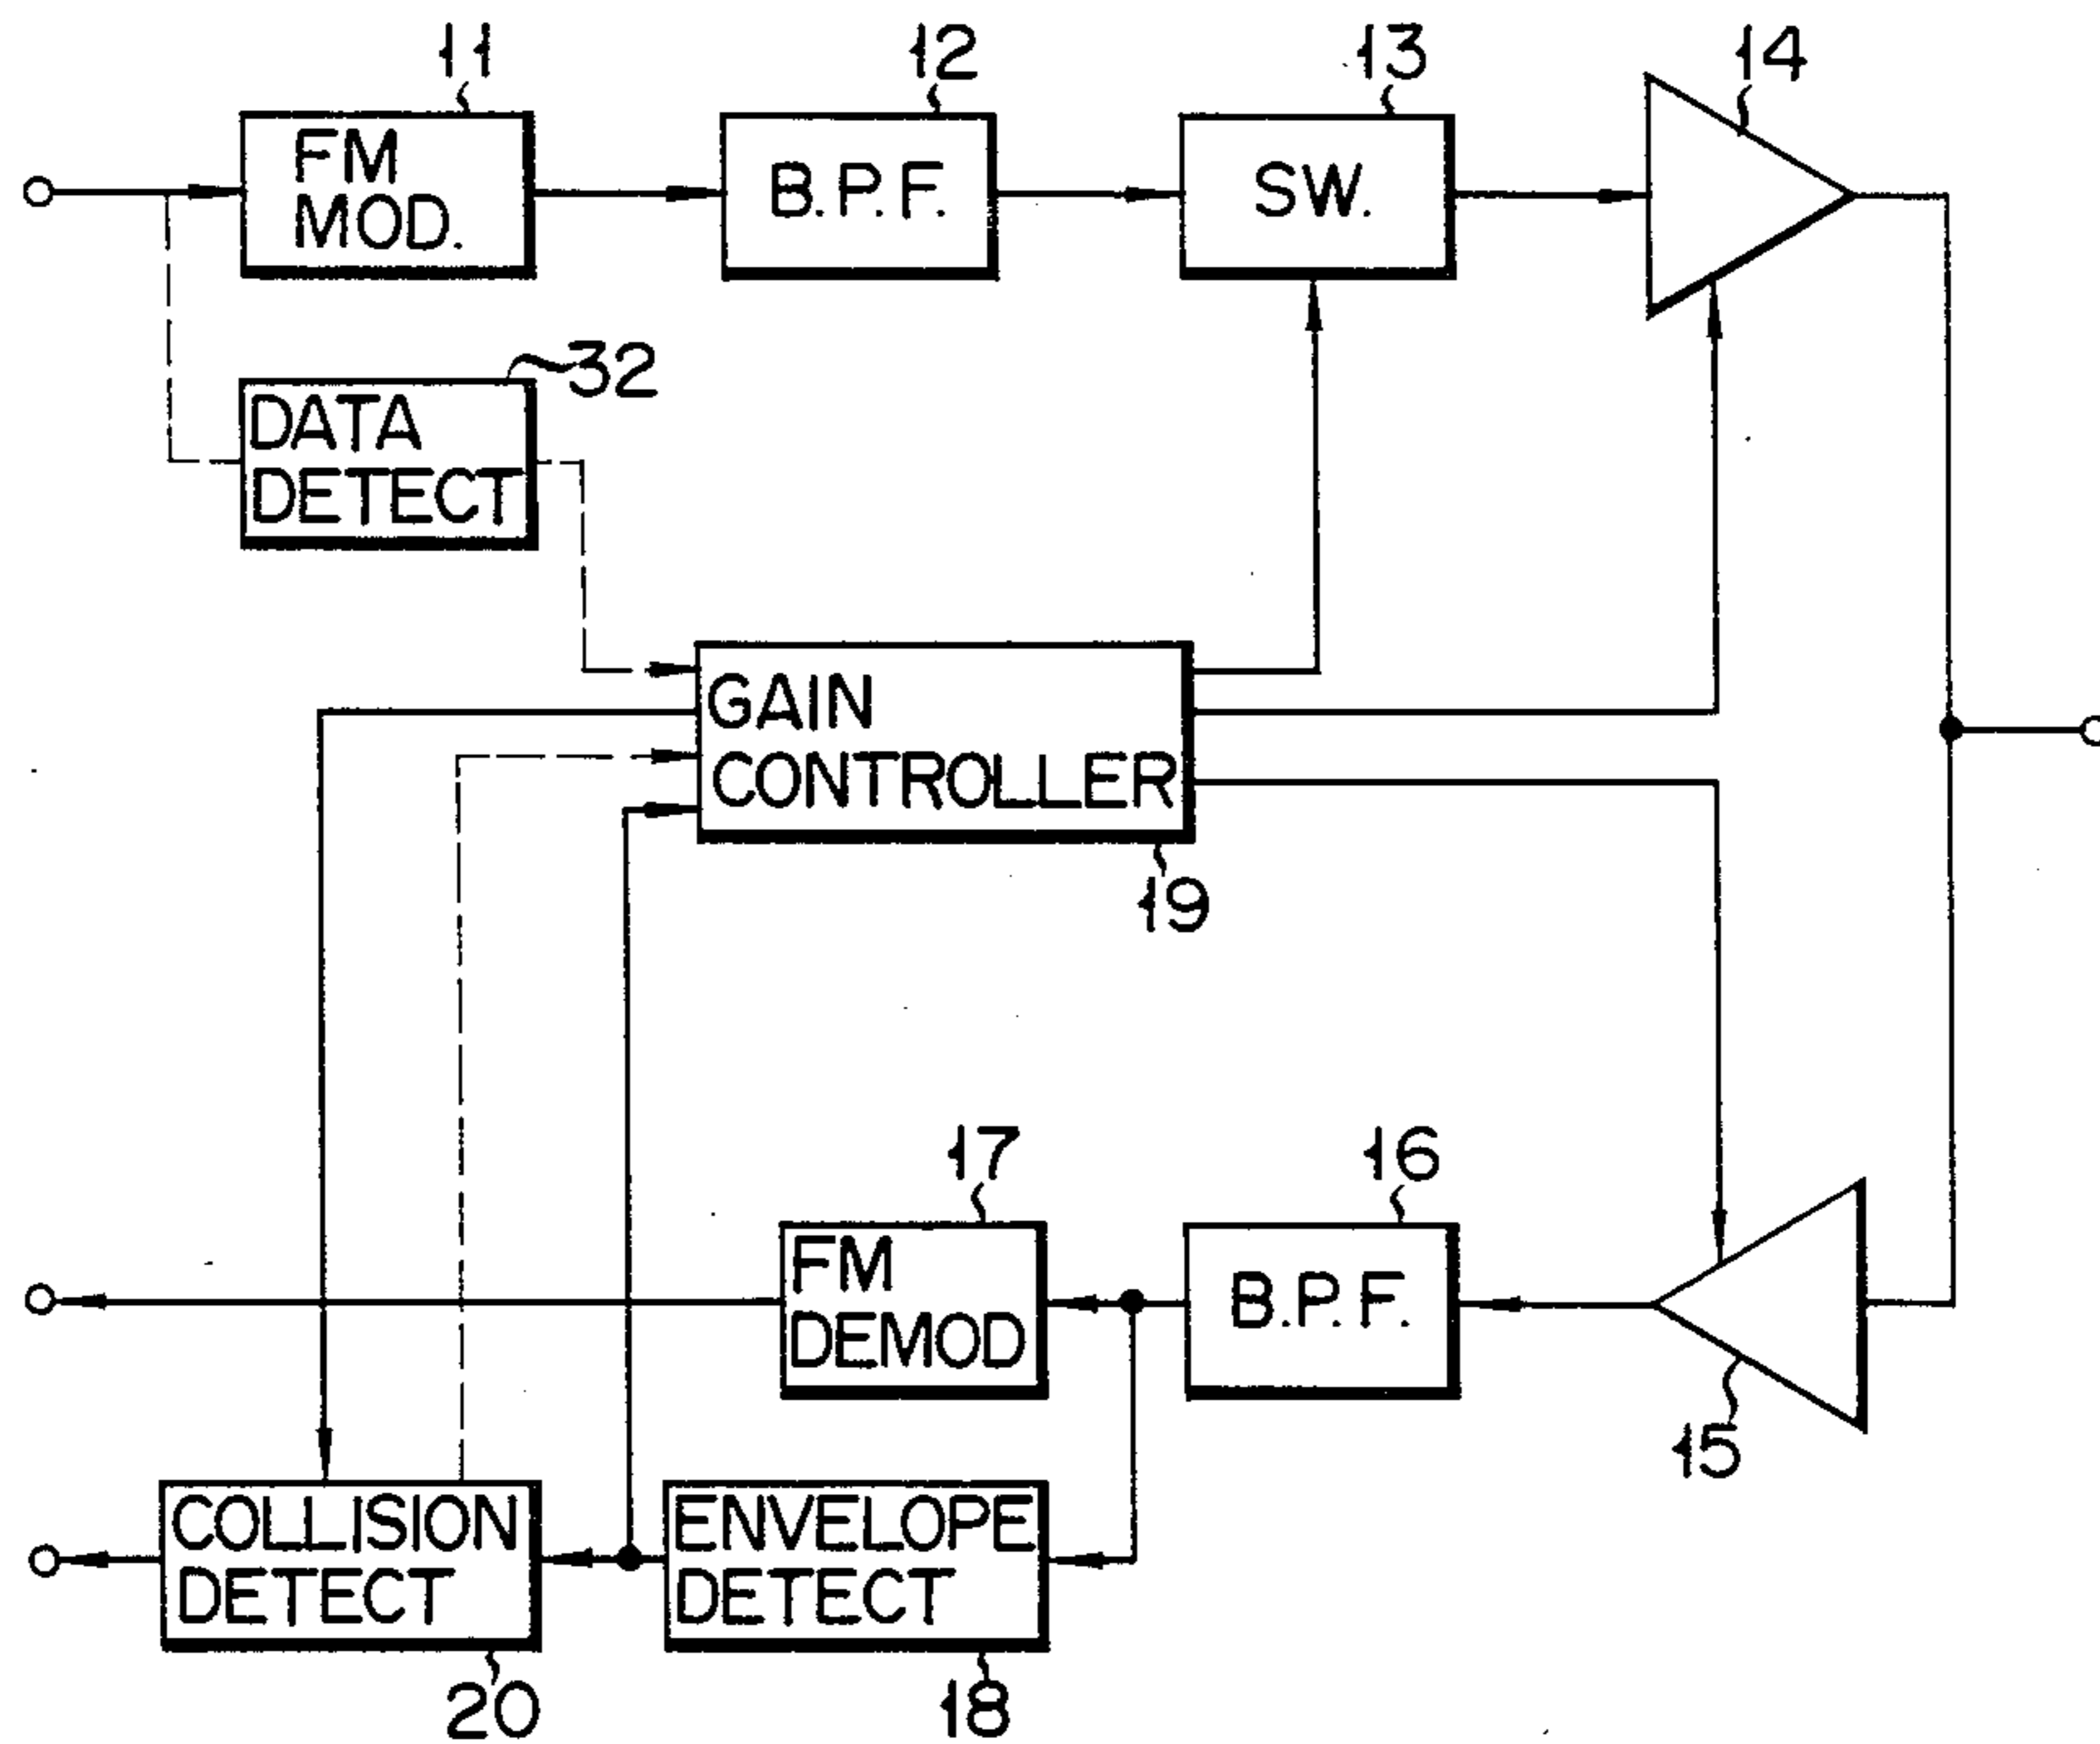 11
12
13
14
FM
MOD.
B.P.F.
SW.
32
DATA
DETECT
GAIN
CONTROLLER
19
17
16
FM
DEMOD
B.P.F.
15
COLLISION
DETECT
ENVELOPE
DETECT
20
18